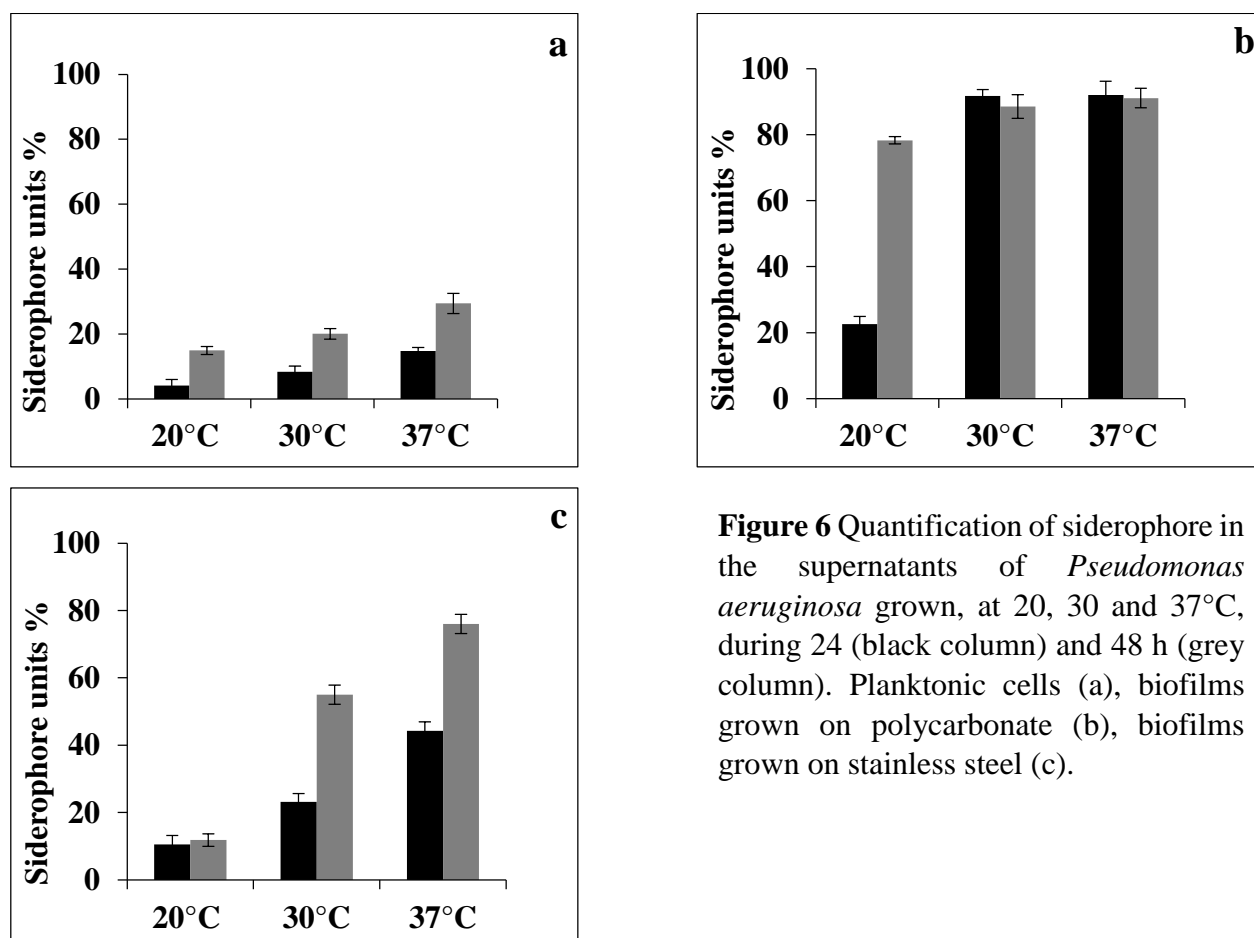 a
Siderophore units %
100
80
60
40
20
0
20°C 30°C 37°C
b
Siderophore units %
100
80
60
40
20
0
20°C 30°C 37°C
c
Siderophore units %
100
80
60
40
20
0
20°C 30°C 37°C
Figure 6 Quantification of siderophore in
the supernatants of Pseudomonas
aeruginosa grown, at 20, 30 and 37°C,
during 24 (black column) and 48 h (grey
column). Planktonic cells (a), biofilms
grown on polycarbonate (b), biofilms
grown on stainless steel (c).